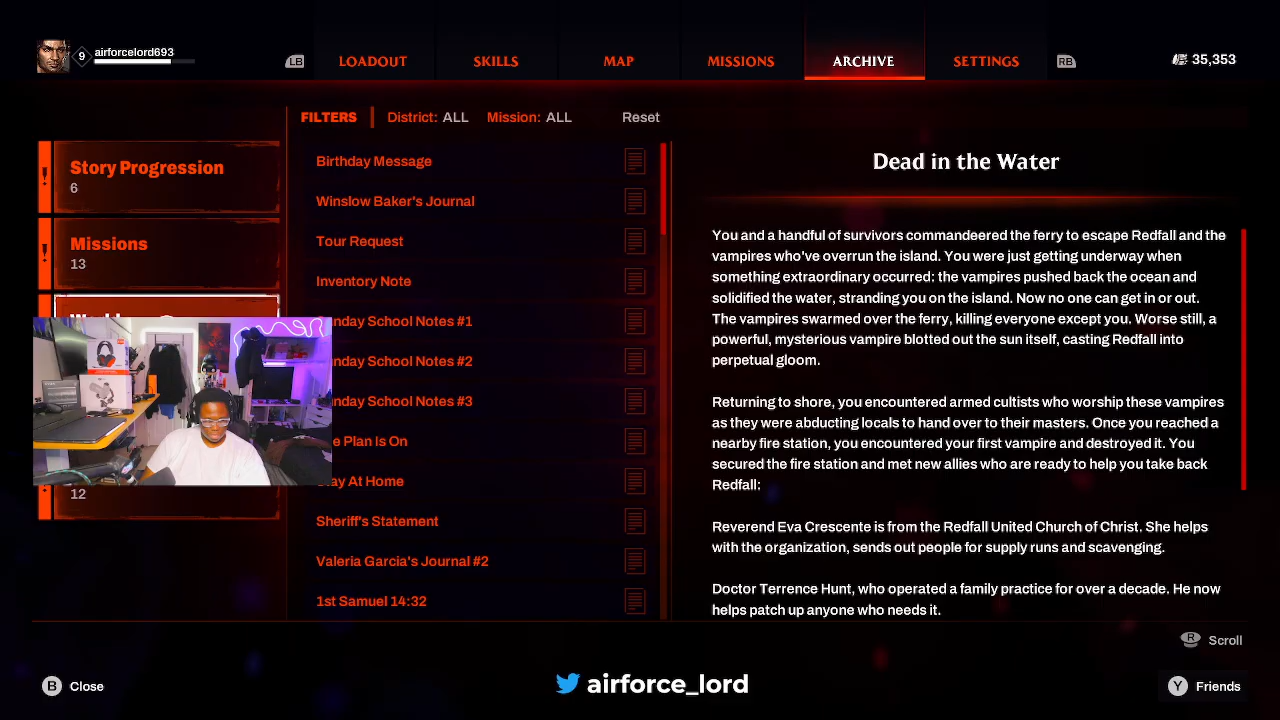 9
airforcelord693
LB
LOADOUT
SKILLS
MAP
MISSIONS
ARCHIVE
SETTINGS
RB
35,353
FILTERS
District: ALL
Mission: ALL
Reset
Story Progression
6
Missions
13
12
Birthday Message
Winslow Baker's Journal
Tour Request
Inventory Note
nday School Notes #1
nday School Notes #2
nday School Notes #3
e Plan Is On
ay At Home
Sheriff's Statement
Valeria Garcia's Journal #2
1st Samuel 14:32
Dead in the Water
You and a handful of survivors commandeered the ferry to escape Redfall and the
vampires who've overrun the island. You were just getting underway when
something extraordinary occurred: the vampires pushed back the ocean and
solidified the water, stranding you on the island. Now no one can get in or out.
The vampires swarmed over the ferry, killing everyone except you. Worse still, a
powerful, mysterious vampire blotted out the sun itself, casting Redfall into
perpetual gloom.
Returning to shore, you encountered armed cultists who worship these vampires
as they were abducting locals to hand over to their masters. Once you reached a
nearby fire station, you encountered your first vampire and destroyed it. You
secured the fire station and met new allies who are ready to help you take back
Redfall:
Reverend Eva Crescente is from the Redfall United Church of Christ. She helps
with the organization, sends out people for supply runs and scavenging.
Doctor Terrence Hunt, who operated a family practice for over a decade. He now
helps patch up anyone who needs it.
R Scroll
B Close
airforce_lord
Y Friends